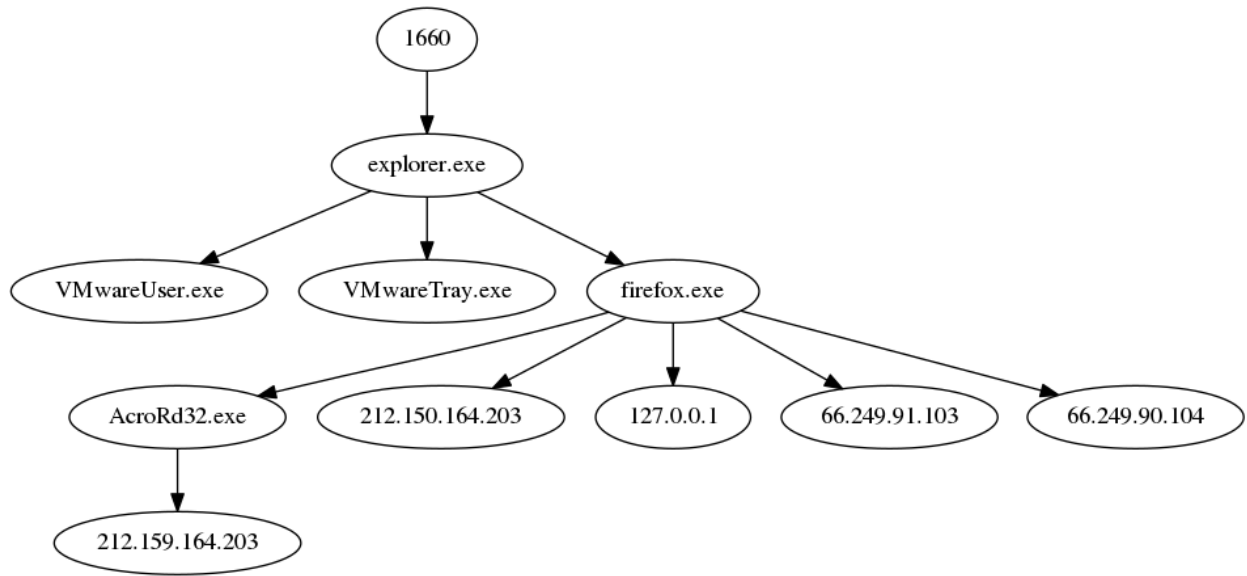 1660
explorer.exe
VMwareUser.exe
VMwareTray.exe
firefox.exe
AcroRd32.exe
212.150.164.203
127.0.0.1
66.249.91.103
66.249.90.104
212.159.164.203